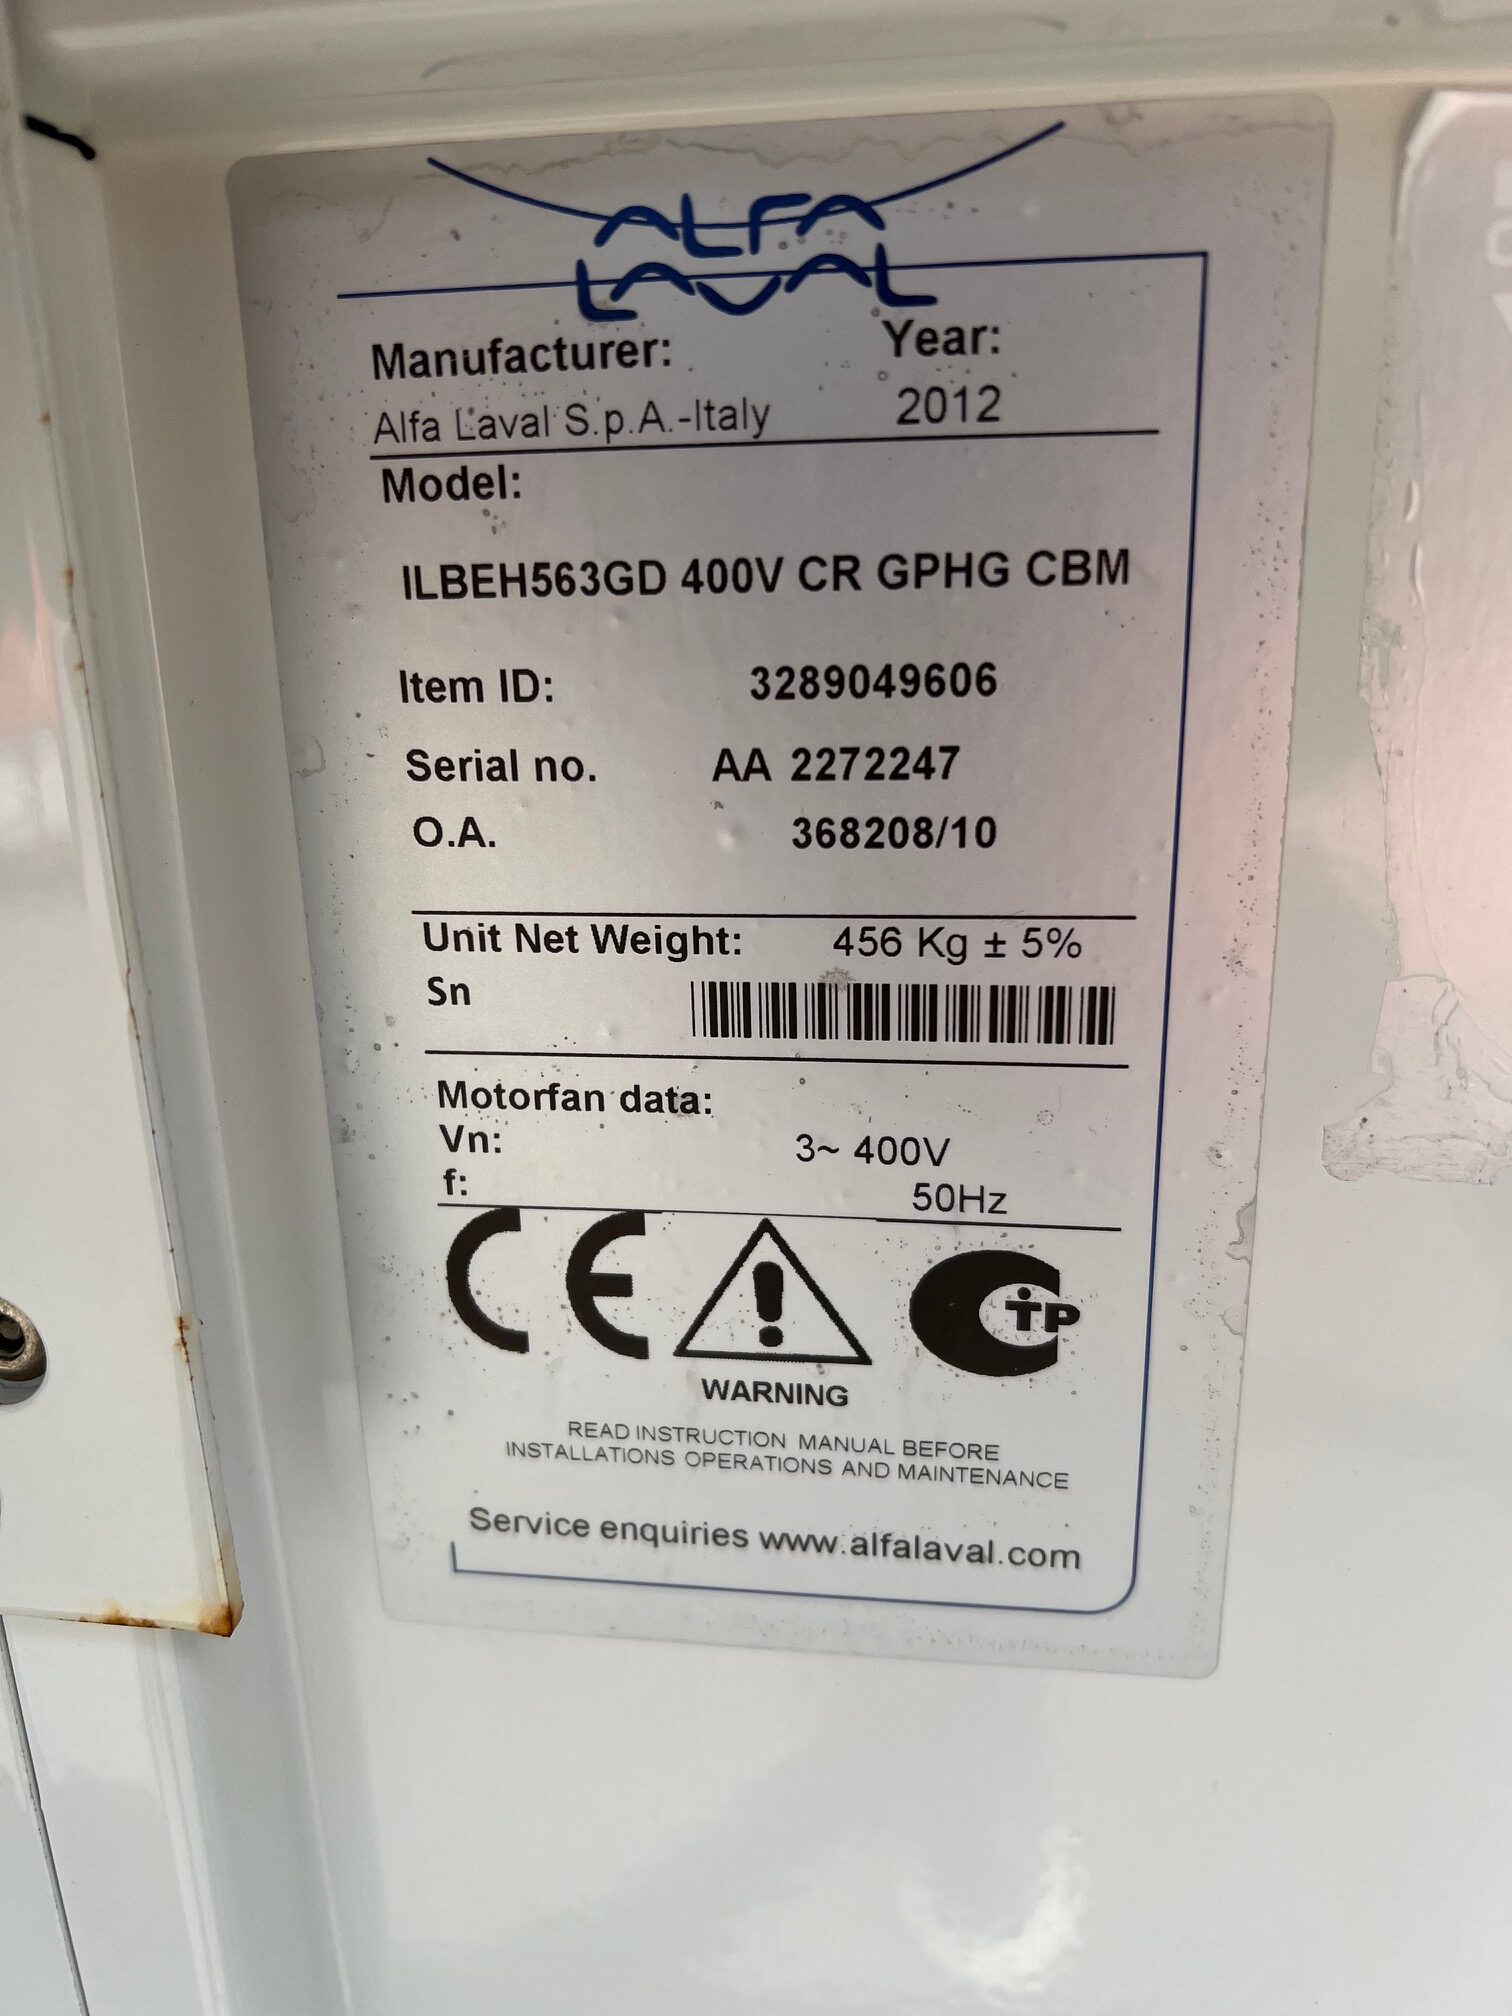 ALFA
LAVAL
Manufacturer: Year:
Alfa Laval S.p.A.-Italy 2012
Model:
ILBEH563GD 400V CR GPHG CBM
Item ID: 3289049606
Serial no. AA 2272247
O.A. 368208/10
Unit Net Weight: 456 Kg ± 5%
Sn
Motorfan data:
Vn: 3~ 400V
f: 50Hz
CE
CTP
WARNING
READ INSTRUCTION MANUAL BEFORE
INSTALLATIONS OPERATIONS AND MAINTENANCE
Service enquiries www.alfalaval.com